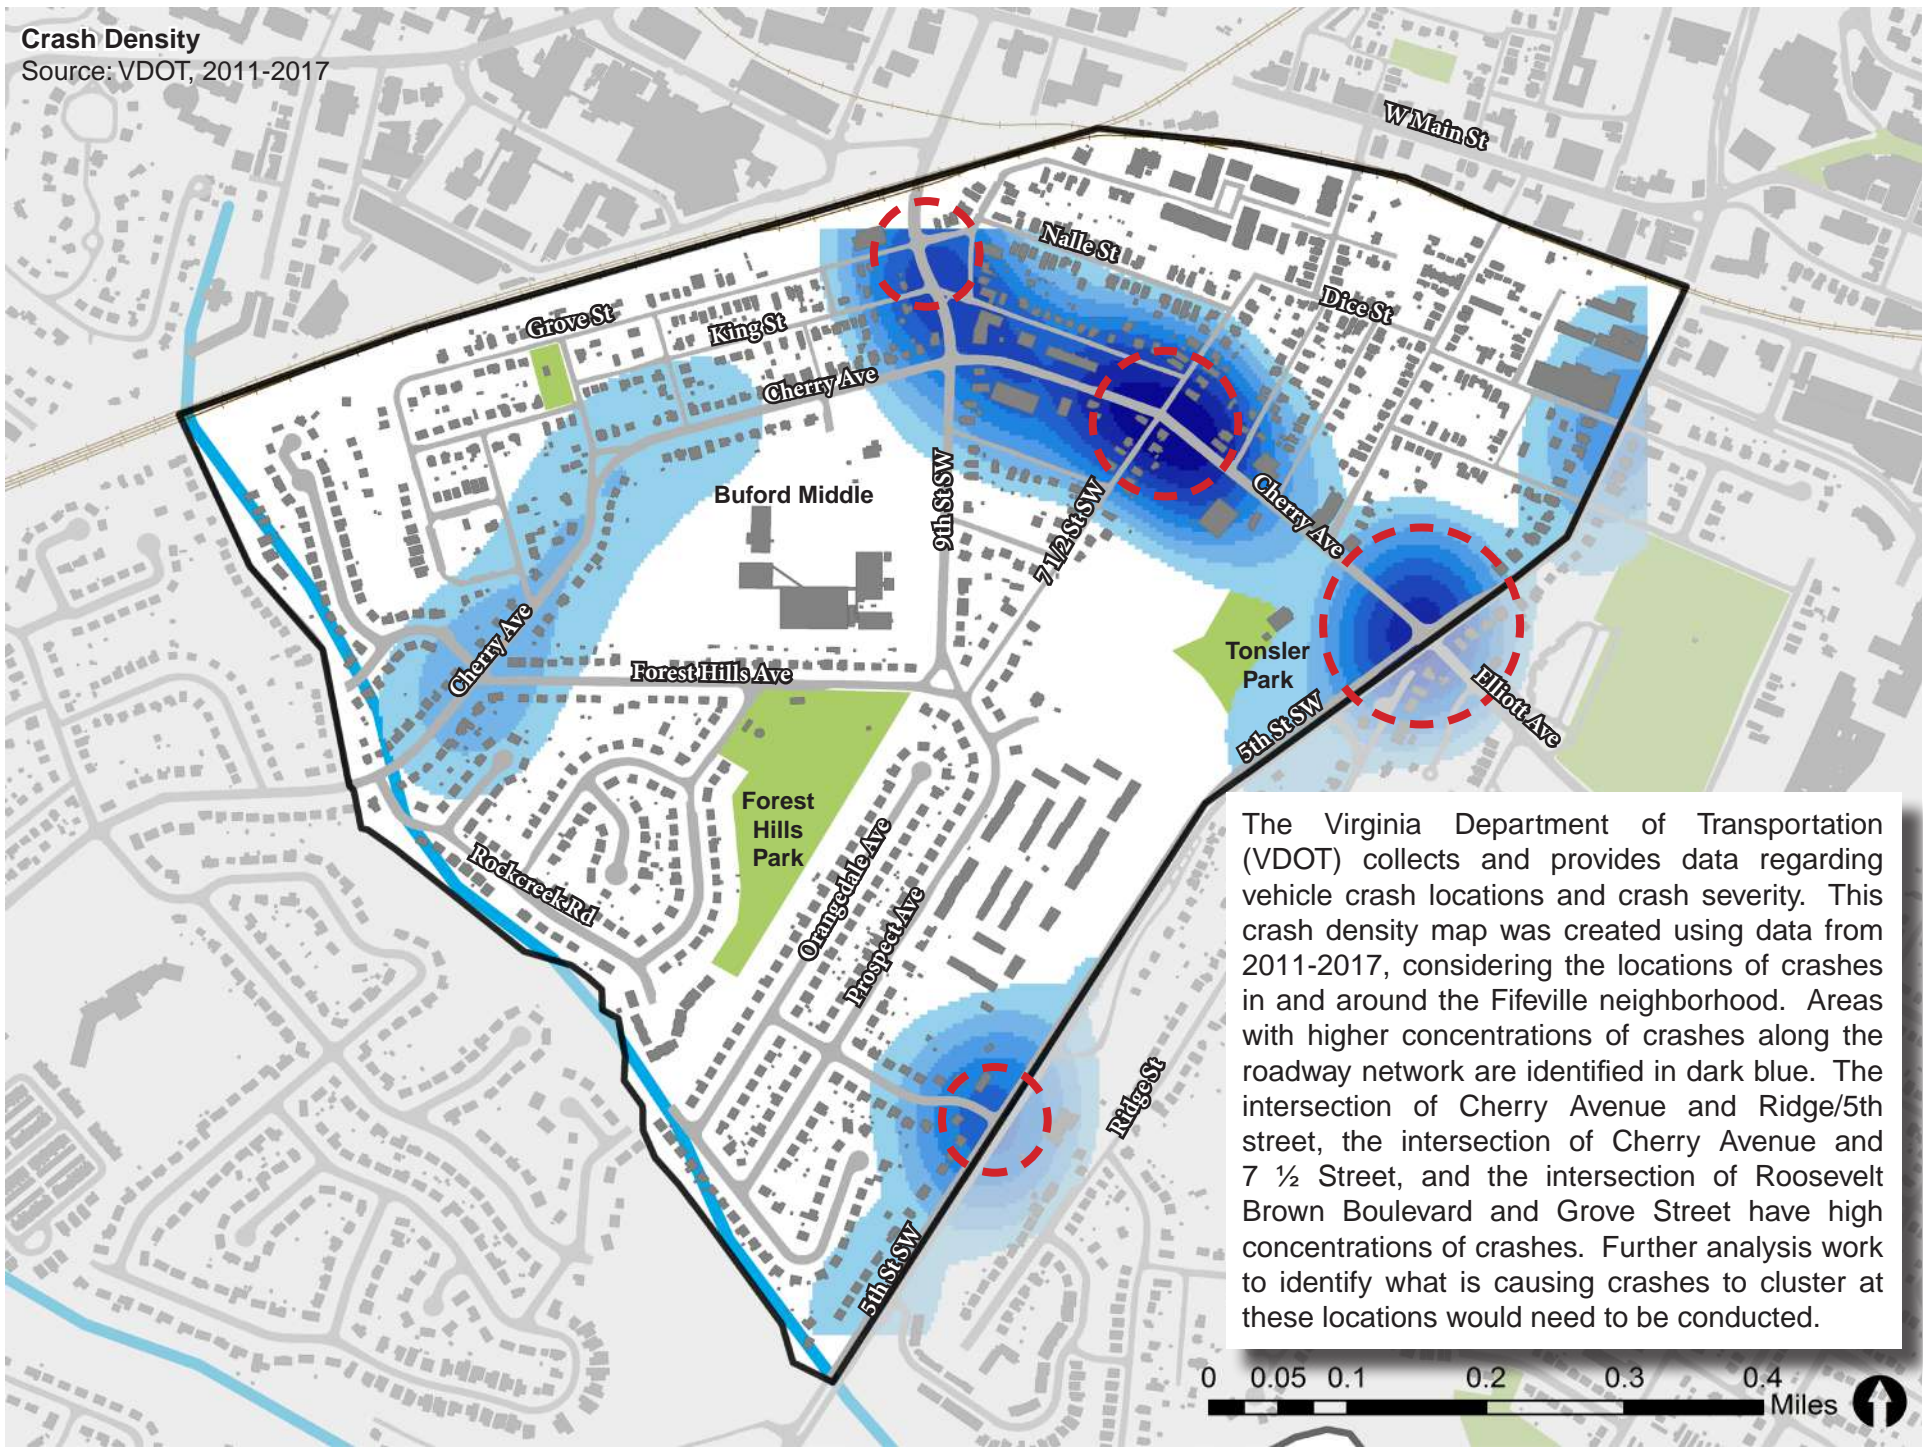 Crash Density
Source: VDOT, 2011-2017
W Main St
Nalle St
Dice St
Grove St
King St
Cherry Ave
Buford Middle
9th St SW
7 1/2 St SW
Cherry Ave
Cherry Ave
Forest Hills Ave
Tonsler
Park
5th St SW
Elliott Ave
Forest
Hills
Park
Orangedale Ave
Prospect Ave
Rockcreek Rd
Ridge St
5th St SW
The Virginia Department of Transportation
(VDOT) collects and provides data regarding
vehicle crash locations and crash severity. This
crash density map was created using data from
2011-2017, considering the locations of crashes
in and around the Fifeville neighborhood. Areas
with higher concentrations of crashes along the
roadway network are identified in dark blue. The
intersection of Cherry Avenue and Ridge/5th
street, the intersection of Cherry Avenue and
7 ½ Street, and the intersection of Roosevelt
Brown Boulevard and Grove Street have high
concentrations of crashes. Further analysis work
to identify what is causing crashes to cluster at
these locations would need to be conducted.
0 0.05 0.1 0.2 0.3 0.4
Miles